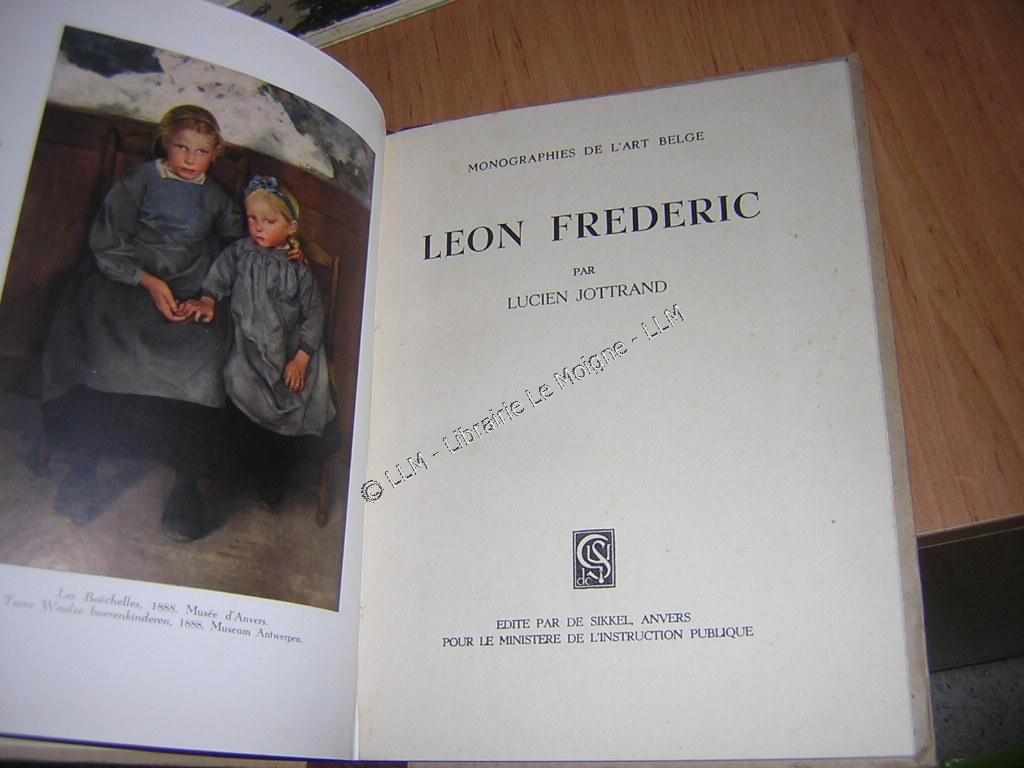 Les Boëchelles, 1888. Musée d'Anvers.
Twee Waalse boerenkinderen, 1888. Museum Antwerpen.
MONOGRAPHIES DE L'ART BELGE
LEON FREDERIC
PAR
LUCIEN JOTTRAND
© LLM - Librairie Le Moigne - LLM
EDITE PAR DE SIKKEL, ANVERS
POUR LE MINISTERE DE L'INSTRUCTION PUBLIQUE